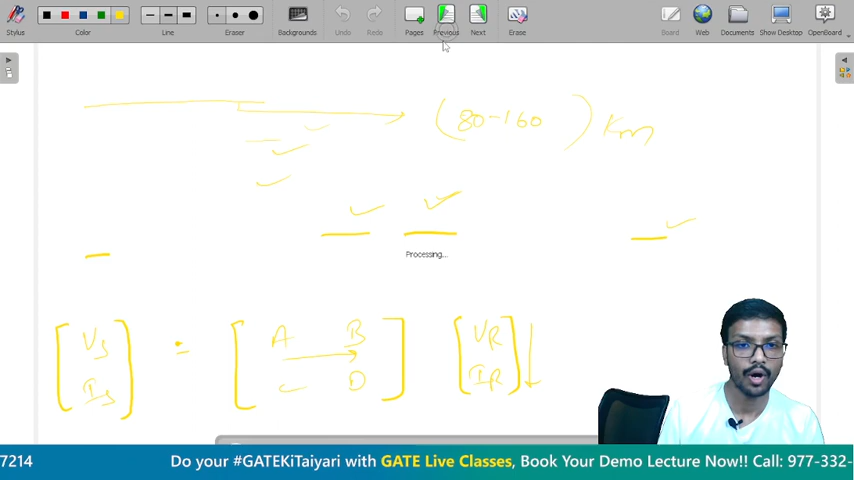 Stylus Line Eraser Backgrounds Undo Redo Pages Previous Next Erase Board Web Documents Show Desktop OpenBoard
(80-160) Km
Processing...
[VS = [A B [VR
IS] C D] IR]
7214 Do your #GATEKiTaiyari with GATE Live Classes, Book Your Demo Lecture Now!! Call: 977-332-